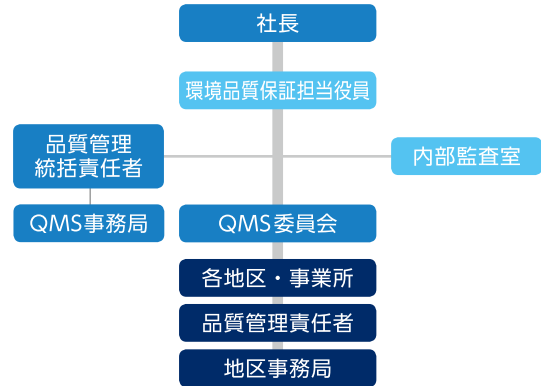 社長
環境品質保証担当役員
品質管理
統括責任者
内部監査室
QMS事務局
QMS委員会
各地区・事業所
品質管理責任者
地区事務局